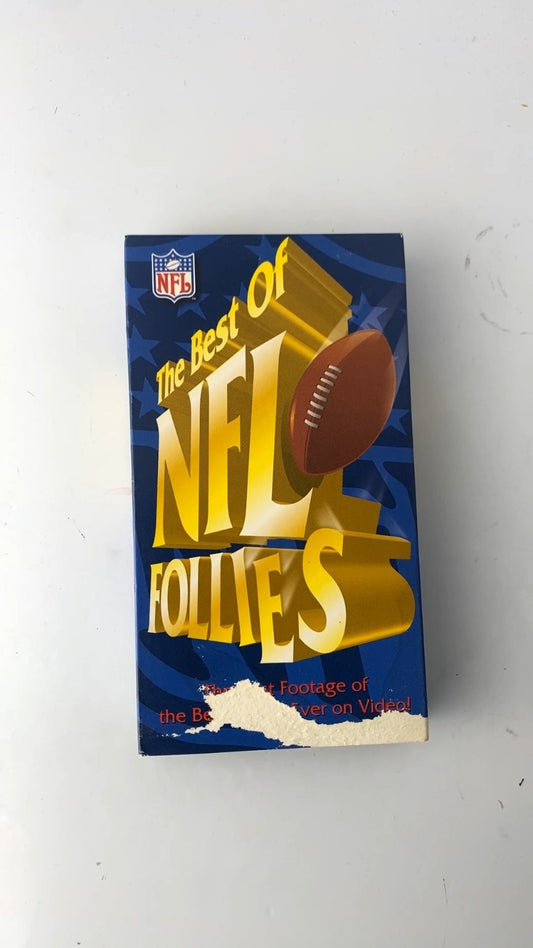 NFL
The Best Of
NFL
FOLLIES
Footage of
the Ever on Video!